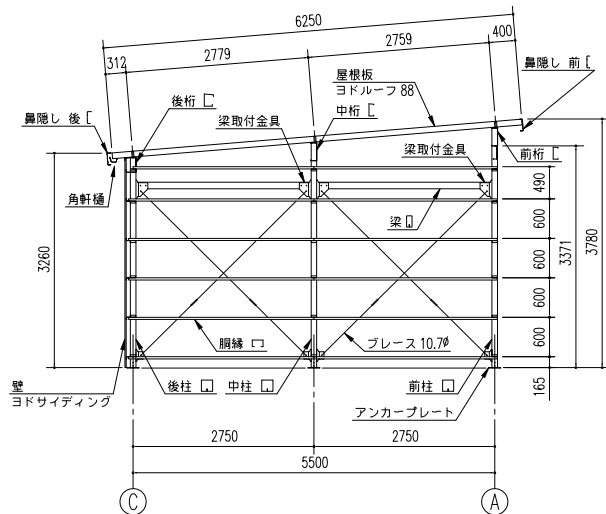 6250
312
2779
2759
400
鼻隠し 前
屋根板
ヨドルーフ 88
後桁
中桁
鼻隠し 後
梁取付金具
梁取付金具
前桁
角軒樋
490
梁
600
3260
600
3371
3780
600
胴縁
ブレース 10.7φ
600
壁
ヨドサイディング
後柱
中柱
前柱
165
アンカープレート
2750
2750
5500
C
A